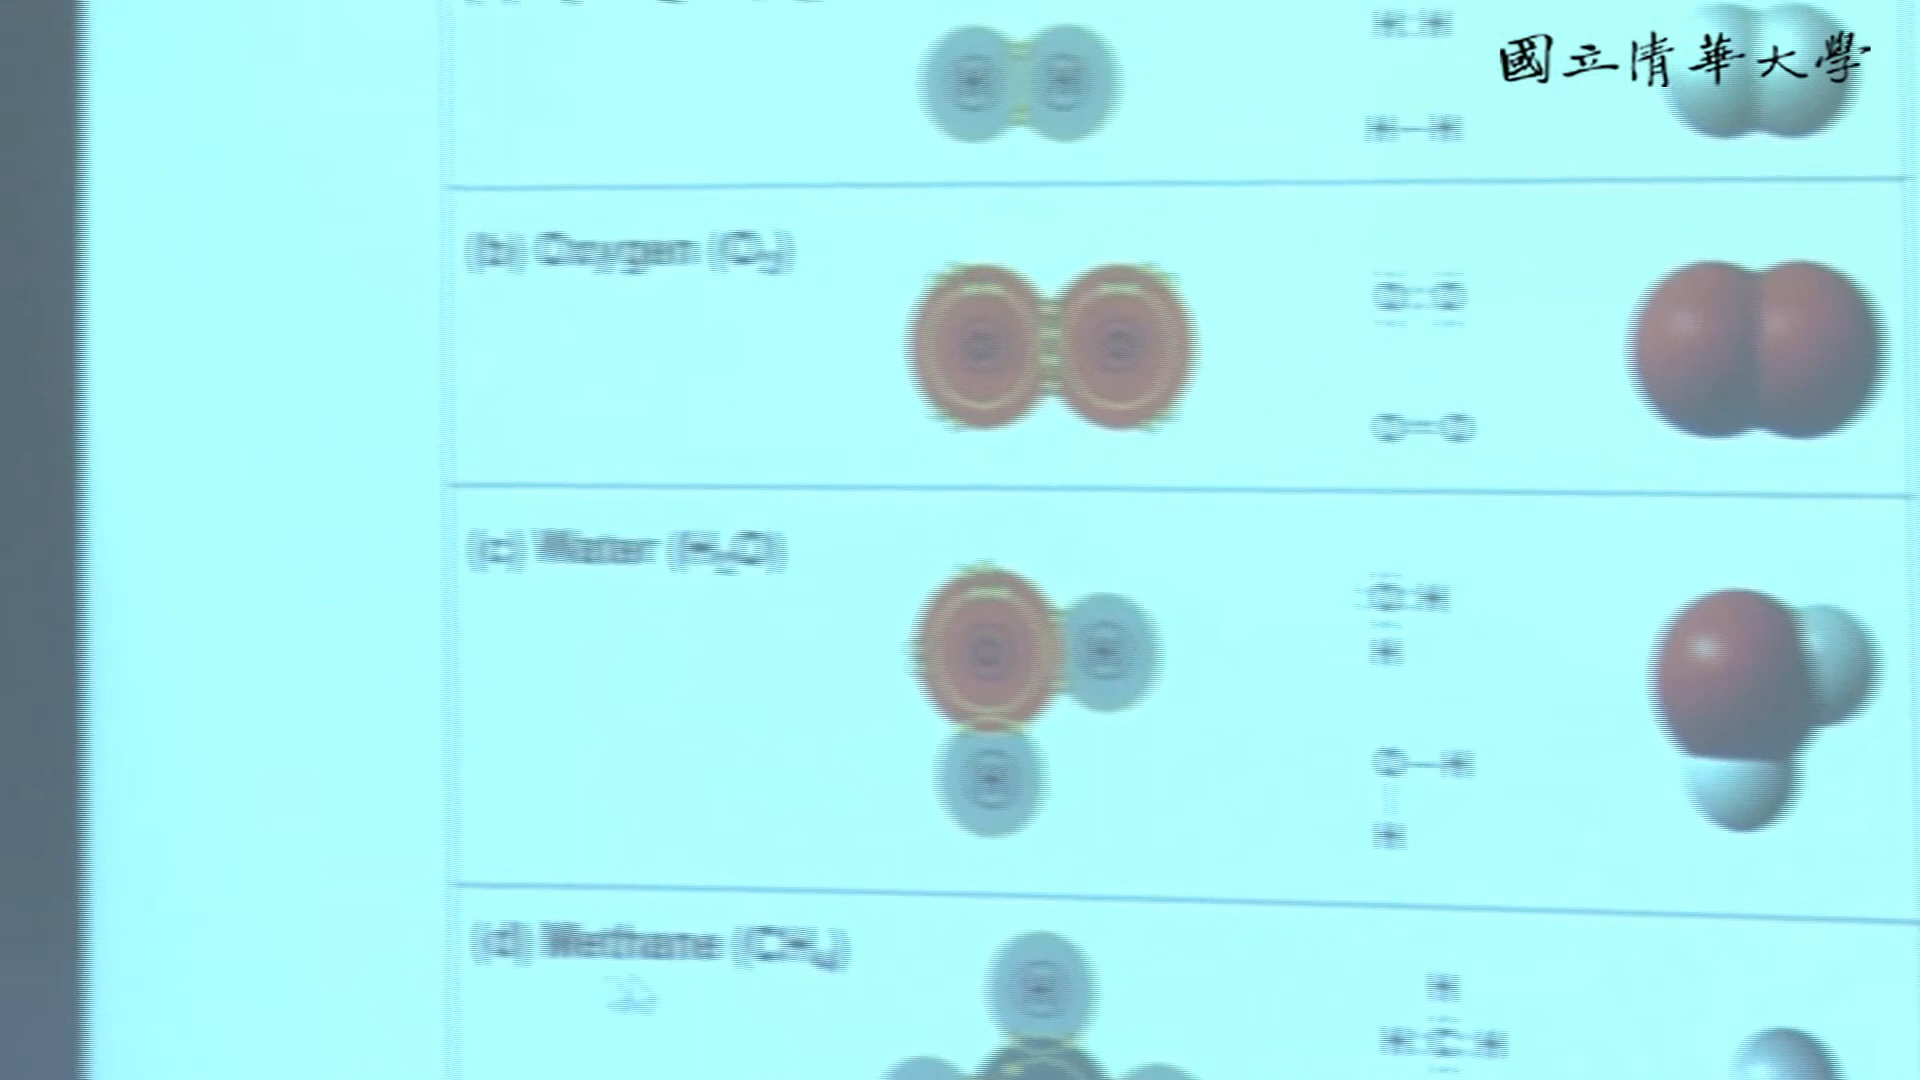 國立清華大學
H:H
H—H
(b) Oxygen (O₂)
O O
O::O
O=O
(c) Water (H₂O)
O H
O:H
H
H
O—H
H
(d) Methane (CH₄)
H
H
H:C:H